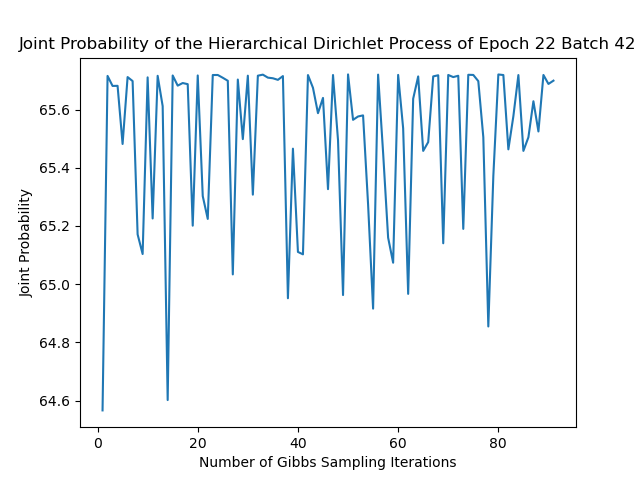 Joint Probability of the Hierarchical Dirichlet Process of Epoch 22 Batch 42
65.6
65.4
65.2
65.0
64.8
64.6
Joint Probability
0 20 40 60 80
Number of Gibbs Sampling Iterations